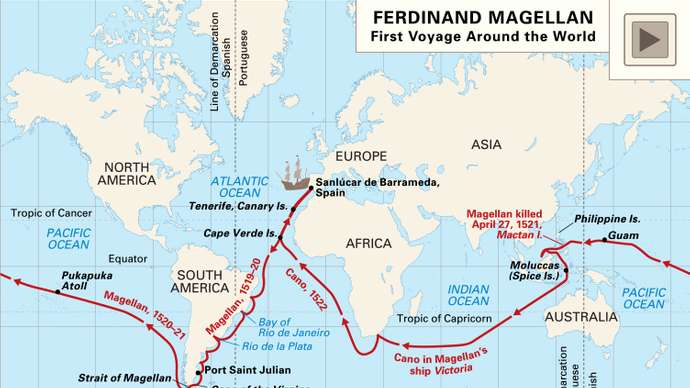 FERDINAND MAGELLAN
First Voyage Around the World
Line of Demarcation
Spanish
Portuguese
NORTH
AMERICA
ATLANTIC
OCEAN
EUROPE
ASIA
Sanlúcar de Barrameda,
Spain
Tenerife, Canary Is.
Tropic of Cancer
PACIFIC
OCEAN
Cape Verde Is.
AFRICA
Magellan killed
April 27, 1521,
Mactan I.
Philippine Is.
Guam
Equator
Pukapuka
Atoll
SOUTH
AMERICA
Magellan, 1519–20
Cano, 1522
INDIAN
OCEAN
Moluccas
(Spice Is.)
PACIFIC
OCEAN
Magellan, 1520–21
Bay of
Rio de Janeiro
Rio de la Plata
Tropic of Capricorn
AUSTRALIA
Cano in Magellan's
ship Victoria
Port Saint Julian
Strait of Magellan
Spanish
Portuguese